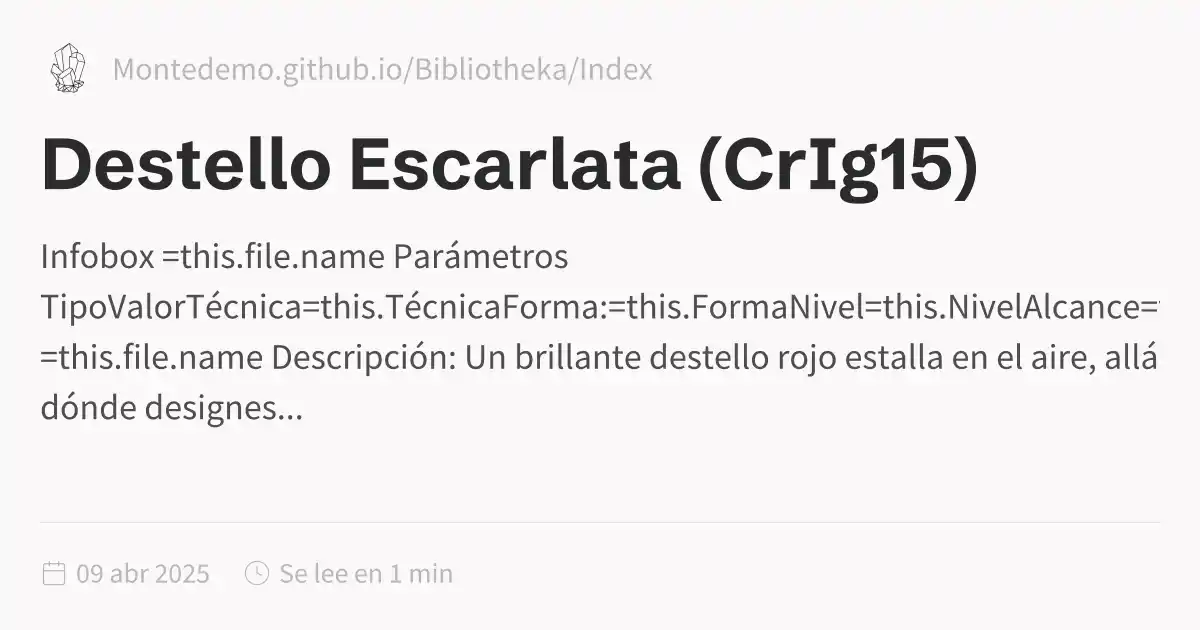 Montedemo.github.io/Bibliotheka/Index
Destello Escarlata (CrIg15)
Infobox =this.file.name Parámetros
TipoValorTécnica=this.TécnicaForma:=this.FormaNivel=this.NivelAlcance=
=this.file.name Descripción: Un brillante destello rojo estalla en el aire, allá
dónde designes...
09 abr 2025
Se lee en 1 min